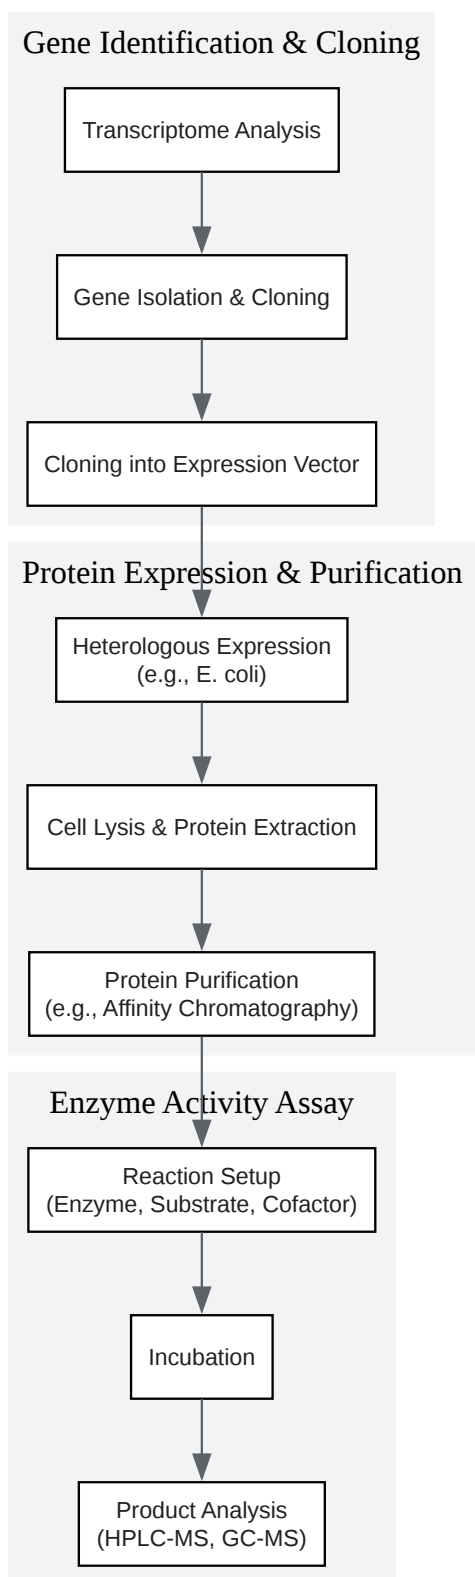 Gene Identification & Cloning
Transcriptome Analysis
Gene Isolation & Cloning
Cloning into Expression Vector
Protein Expression & Purification
Heterologous Expression
(e.g., E. coli)
Cell Lysis & Protein Extraction
Protein Purification
(e.g., Affinity Chromatography)
Enzyme Activity Assay
Reaction Setup
(Enzyme, Substrate, Cofactor)
Incubation
Product Analysis
(HPLC-MS, GC-MS)